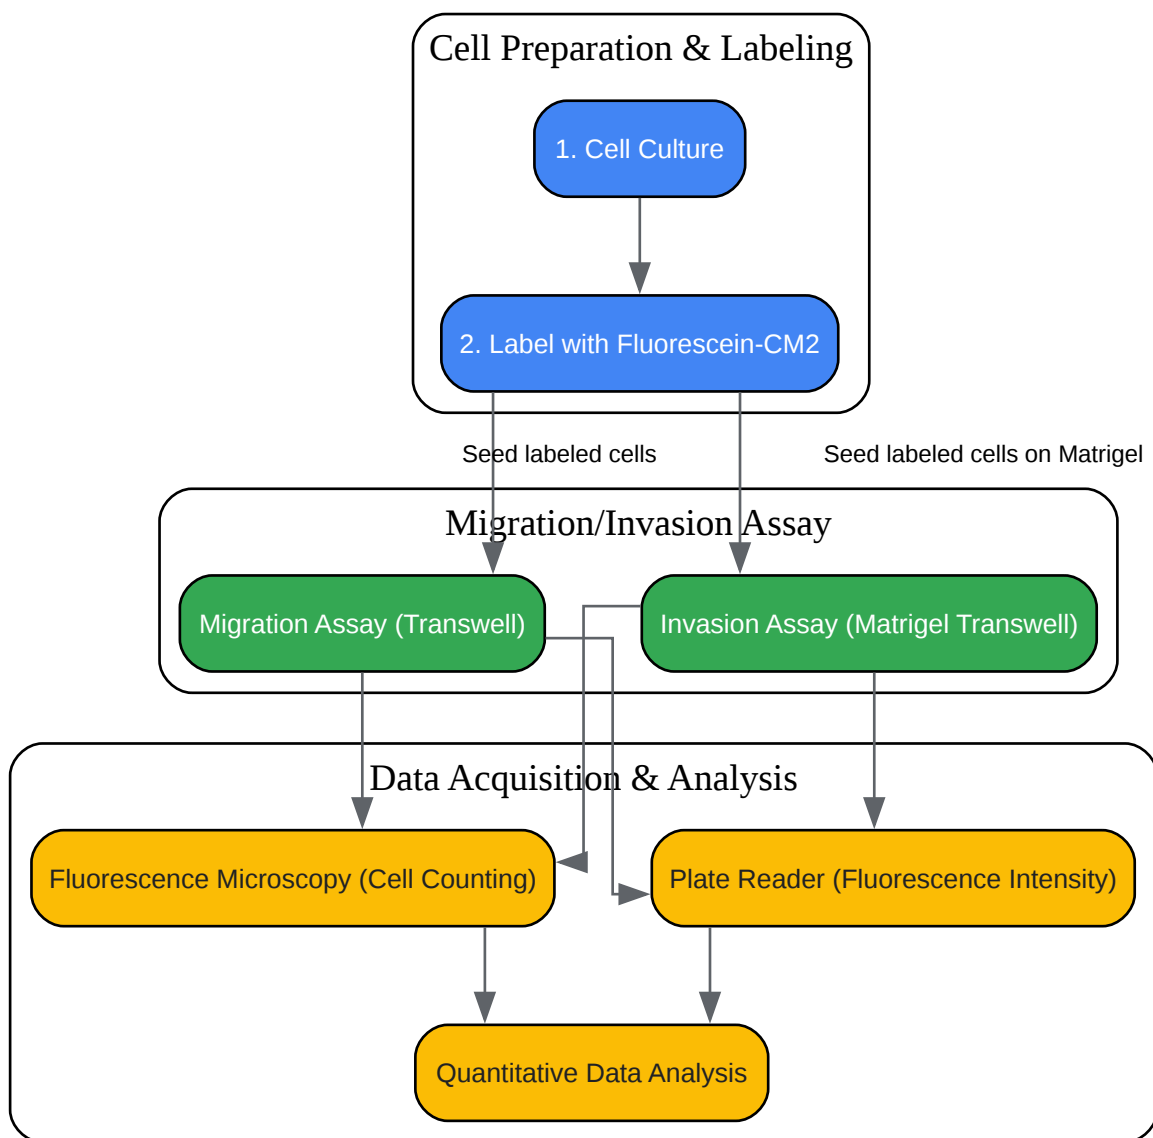 Cell Preparation & Labeling
1. Cell Culture
2. Label with Fluorescein-CM2
Seed labeled cells
Seed labeled cells on Matrigel
Migration/Invasion Assay
Migration Assay (Transwell)
Invasion Assay (Matrigel Transwell)
Data Acquisition & Analysis
Fluorescence Microscopy (Cell Counting)
Plate Reader (Fluorescence Intensity)
Quantitative Data Analysis